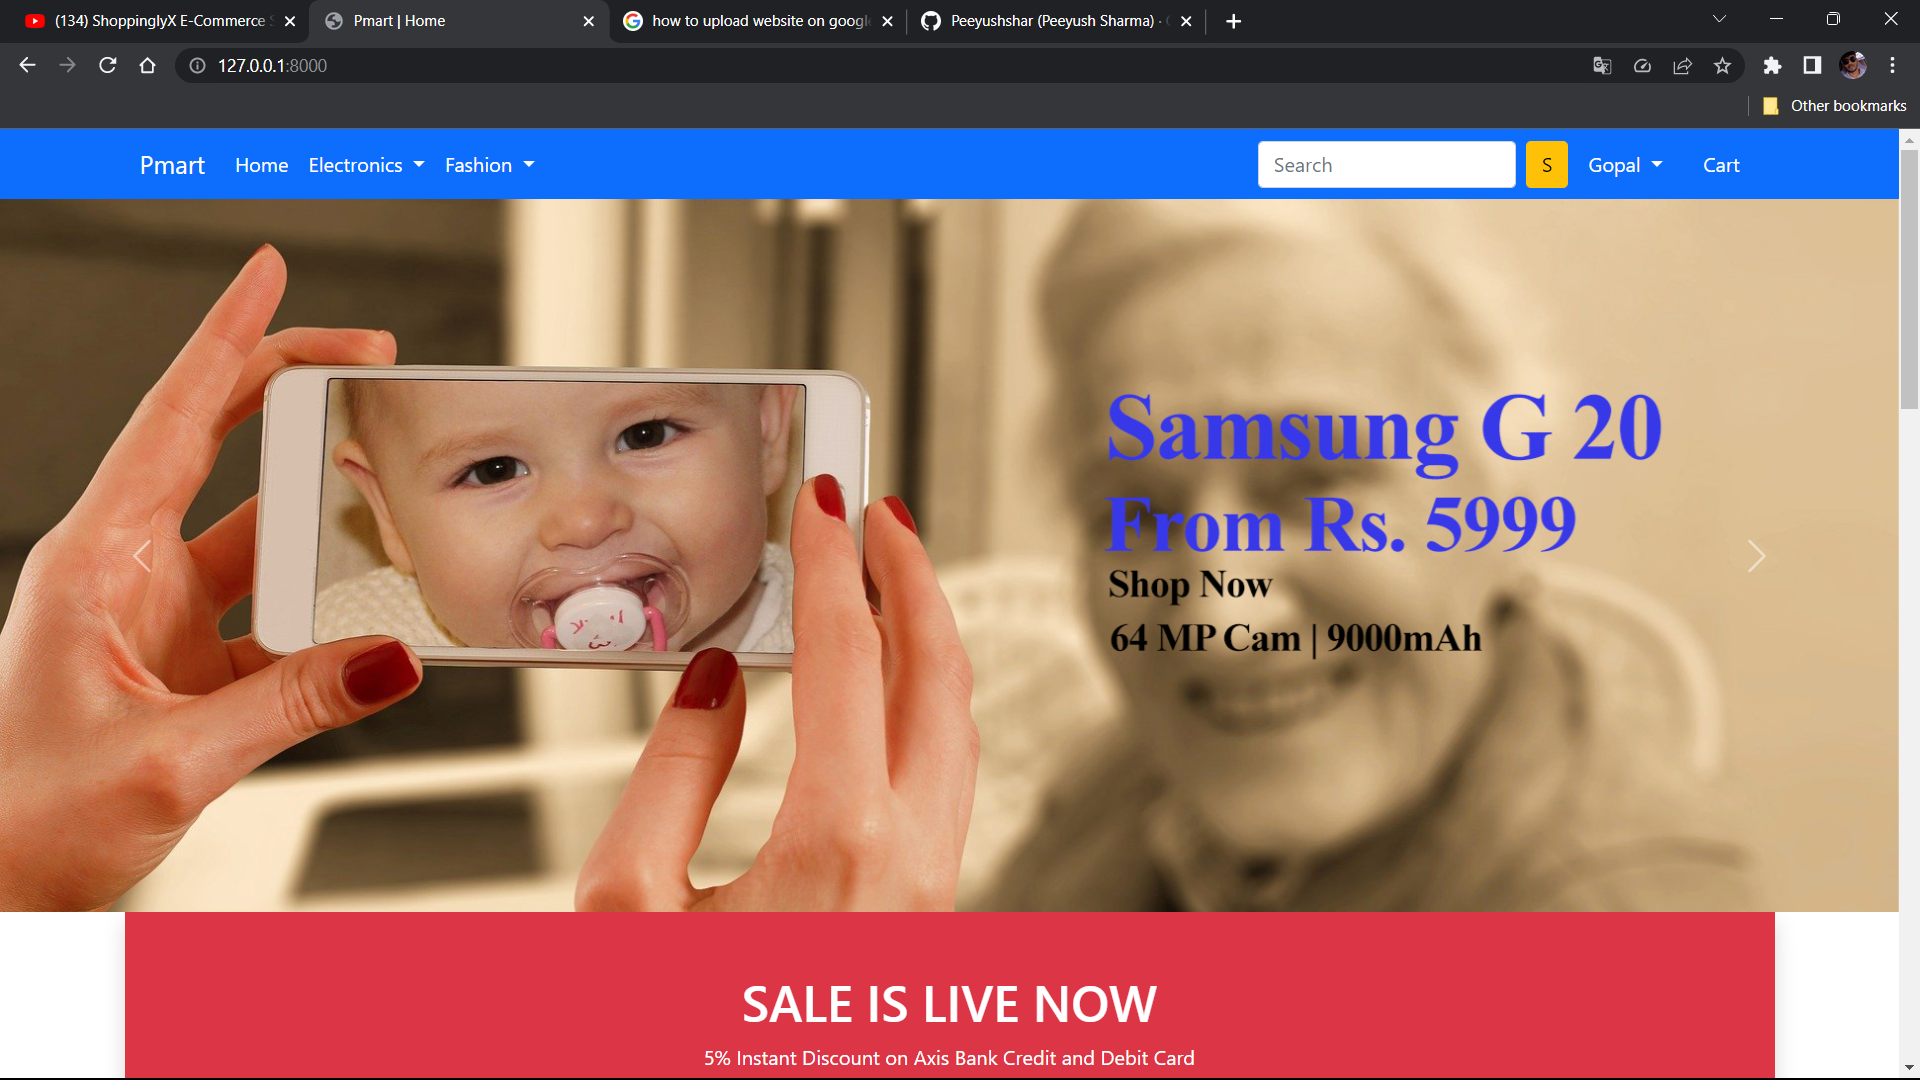 (134) ShoppinglyX E-Commerce
Pmart | Home
how to upload website on googl
Peeyushshar (Peeyush Sharma) ·
127.0.0.1:8000
Other bookmarks
Pmart Home Electronics Fashion Search S Gopal Cart
Samsung G 20
From Rs. 5999
Shop Now
64 MP Cam | 9000mAh
SALE IS LIVE NOW
5% Instant Discount on Axis Bank Credit and Debit Card